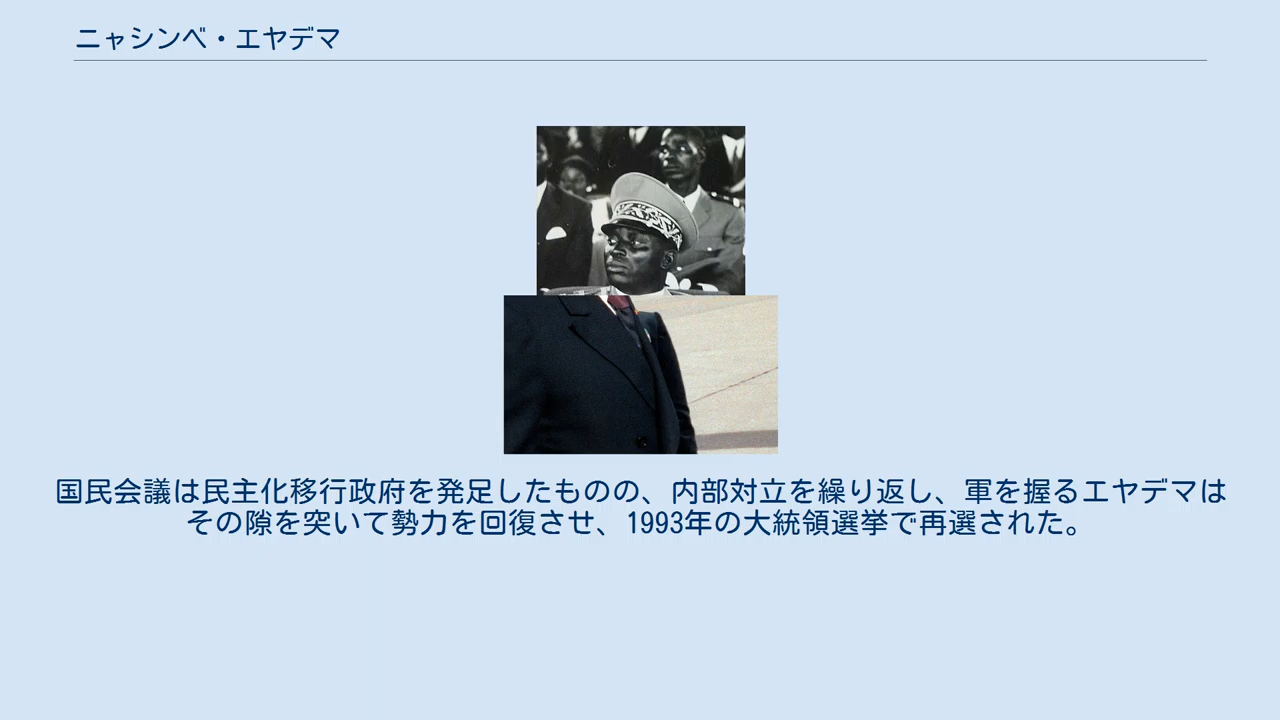 ニャシンベ・エヤデマ
国民会議は民主化移行政府を発足したものの、内部対立を繰り返し、軍を握るエヤデマは
その隙を突いて勢力を回復させ、1993年の大統領選挙で再選された。